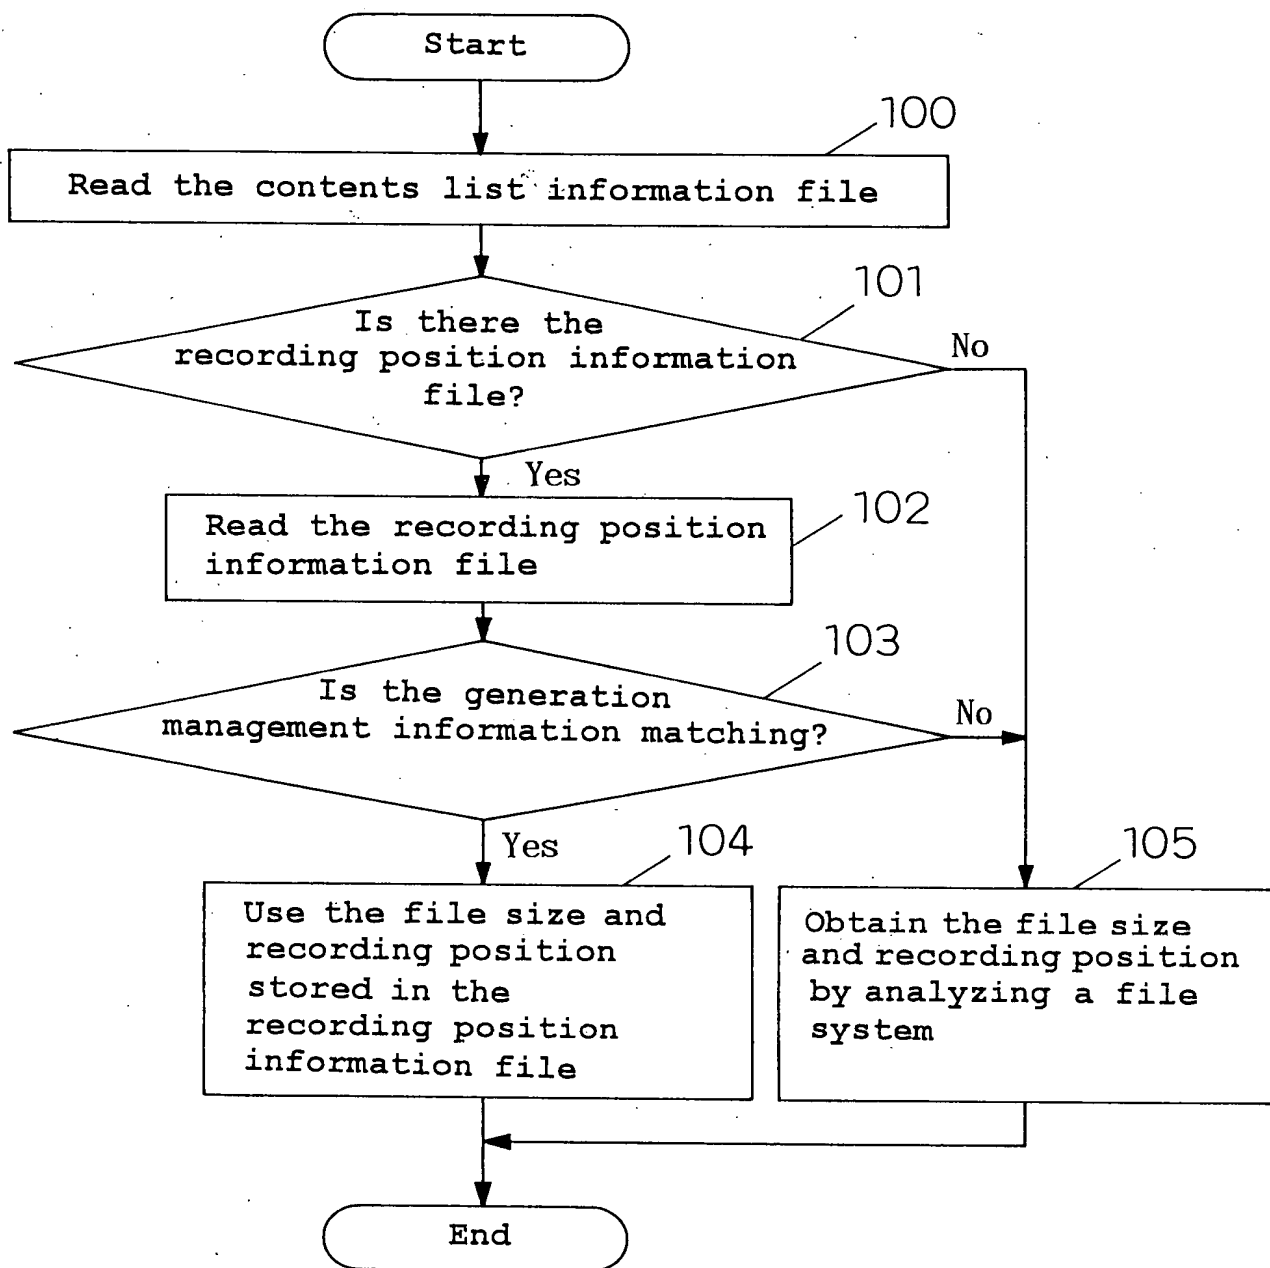 Start
100
Read the contents list information file
101
Is there the
recording position information
file?
No
Yes
102
Read the recording position
information file
103
Is the generation
management information matching?
No
Yes
104
Use the file size and
recording position
stored in the
recording position
information file
105
Obtain the file size
and recording position
by analyzing a file
system
End